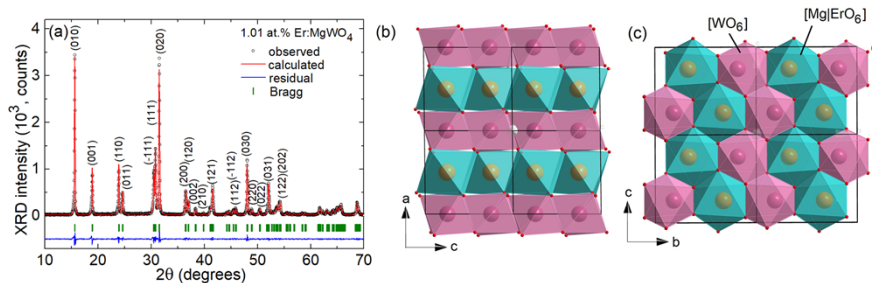 (a)
1.01 at.% Er:MgWO4
observed
calculated
residual
Bragg
XRD intensity (10³, counts)
4
3
2
1
0
(010)
(001)
(110)
(011)
(-111)
(111)
(020)
(200)
(120)
(002)
(210)
(121)
(112)
(-112)
(030)
(220)
(022)
(031)
(122)(202)
10 20 30 40 50 60 70
2θ (degrees)
(b)
a
c
(c)
[WO6]
[Mg|ErO6]
c
b